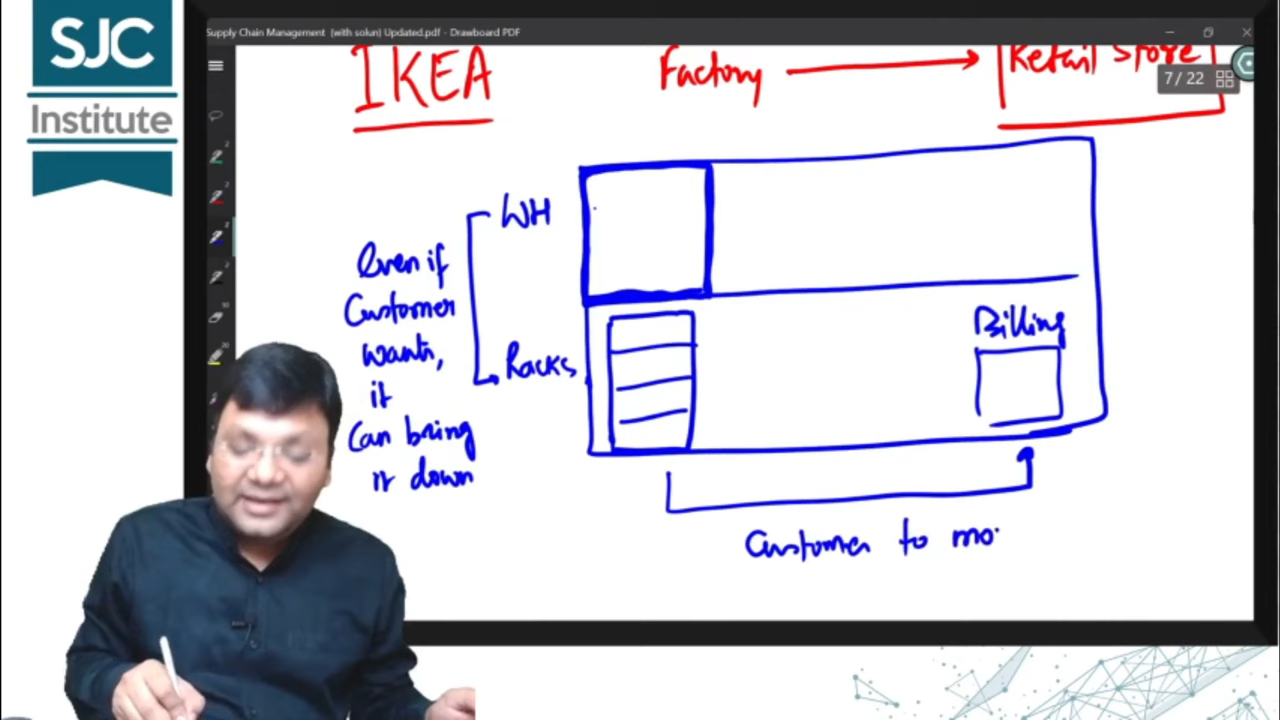 SJC
Institute
Supply Chain Management (with solun) Updated.pdf - Drawboard PDF
7 / 22
IKEA
Factory
Retail Store
WH
Even if
Customer
wants,
it
Can bring
it down
Racks
Billing
Customer to mo